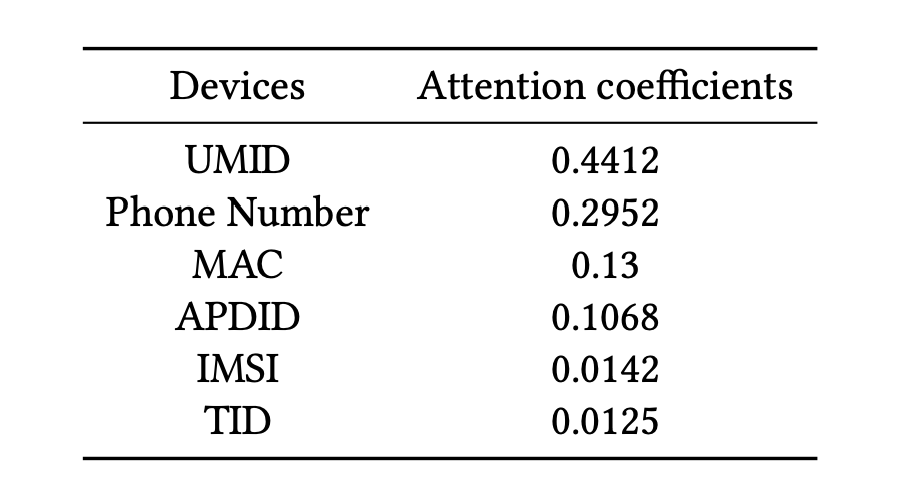 Devices Attention coefficients
UMID 0.4412
Phone Number 0.2952
MAC 0.13
APDID 0.1068
IMSI 0.0142
TID 0.0125